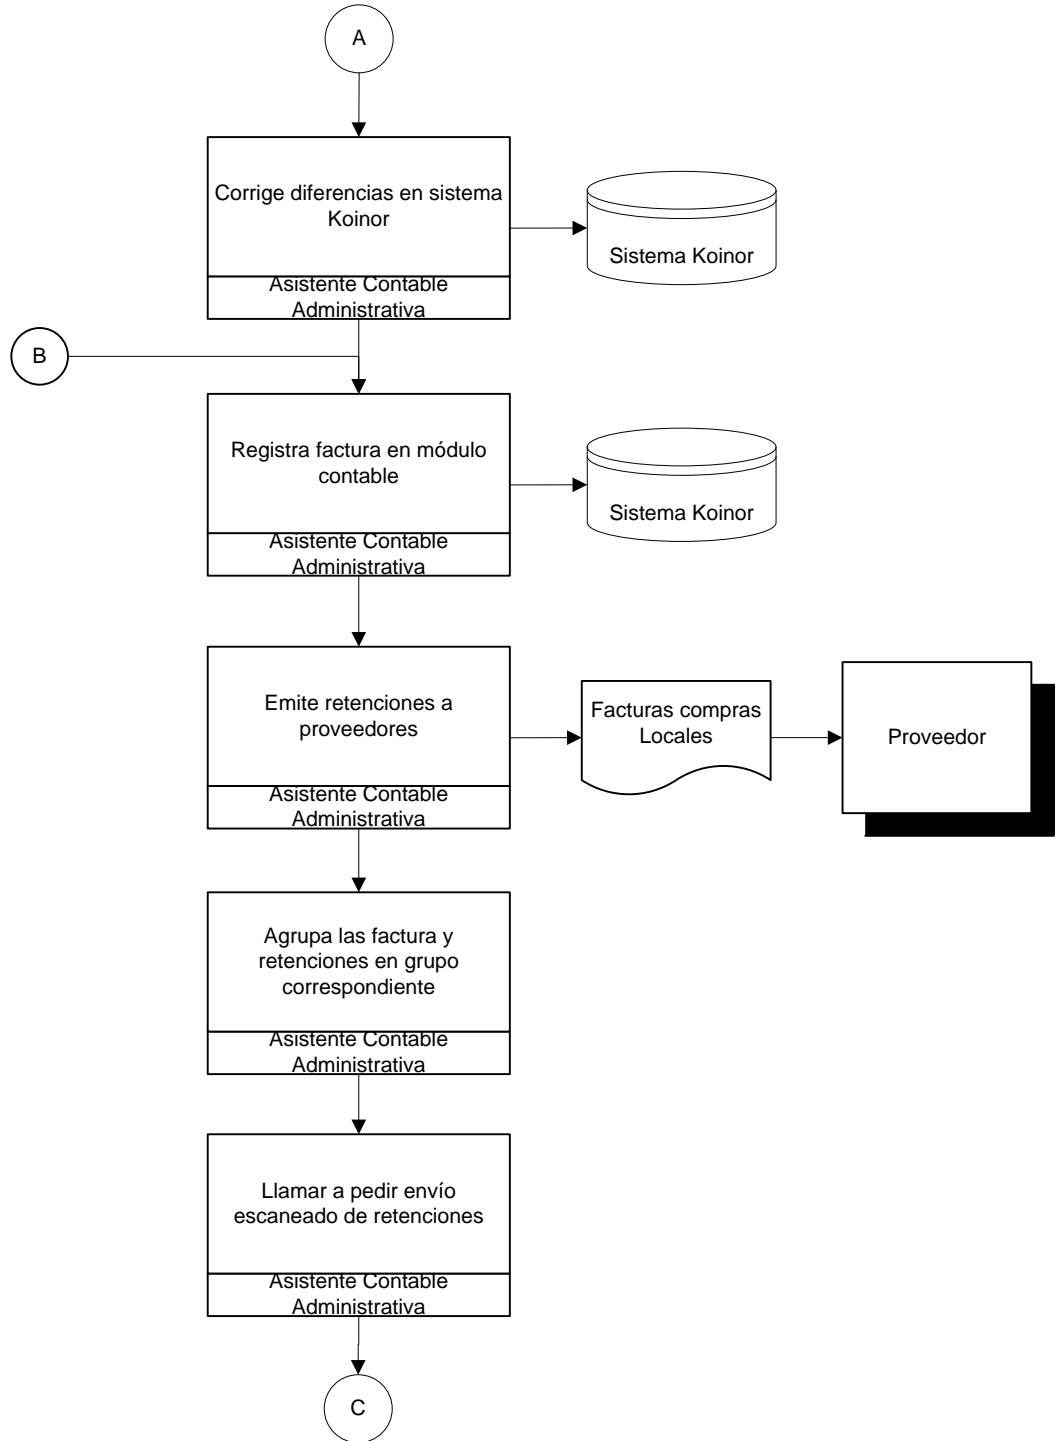 A
Corrige diferencias en sistema
Koinor
Sistema Koinor
Asistente Contable
Administrativa
B
Registra factura en módulo
contable
Sistema Koinor
Asistente Contable
Administrativa
Emite retenciones a
proveedores
Facturas compras
Locales
Proveedor
Asistente Contable
Administrativa
Agrupa las factura y
retenciones en grupo
correspondiente
Asistente Contable
Administrativa
Llamar a pedir envío
escaneado de retenciones
Asistente Contable
Administrativa
C